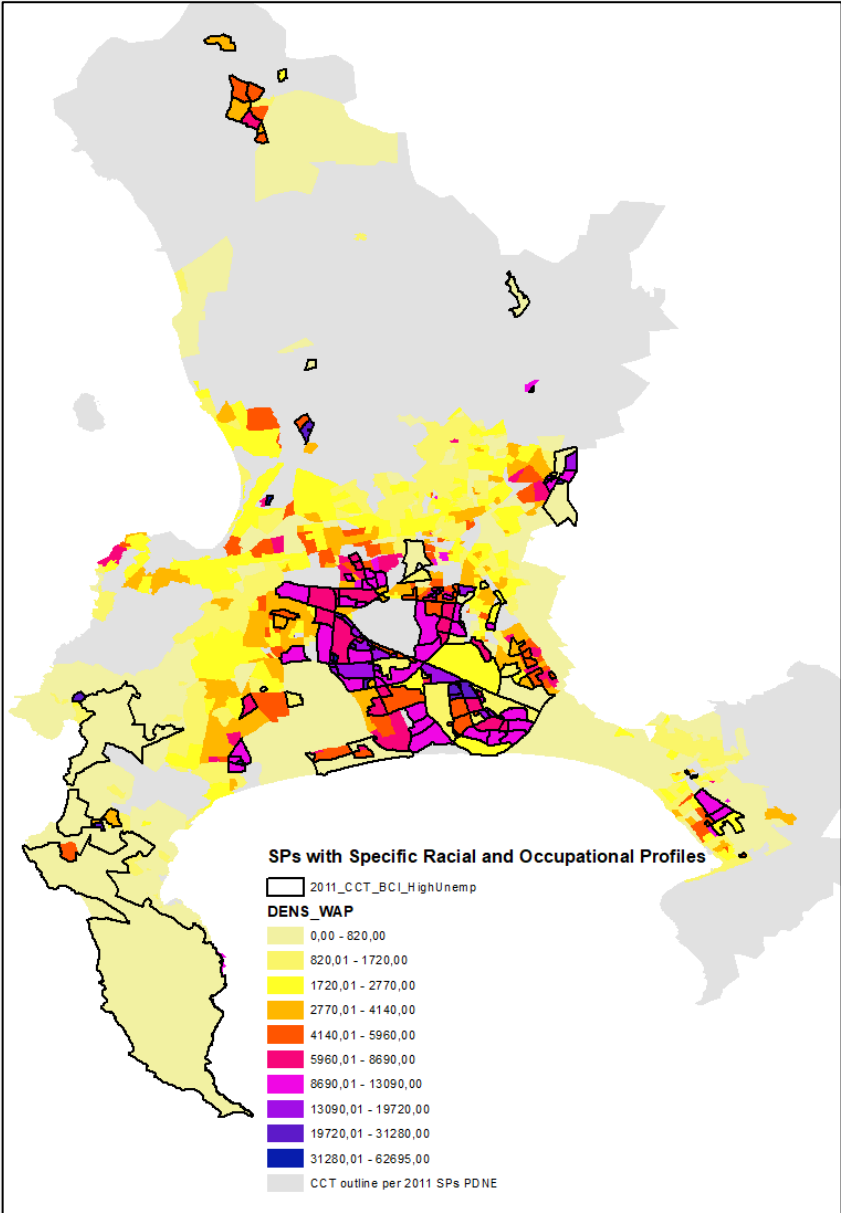 SPs with Specific Racial and Occupational Profiles
2011_CCT_BCI_HighUnemp
DENS_WAP
0,00 - 820,00
820,01 - 1720,00
1720,01 - 2770,00
2770,01 - 4140,00
4140,01 - 5960,00
5960,01 - 8690,00
8690,01 - 13090,00
13090,01 - 19720,00
19720,01 - 31280,00
31280,01 - 62695,00
CCT outline per 2011 SPs PDNE